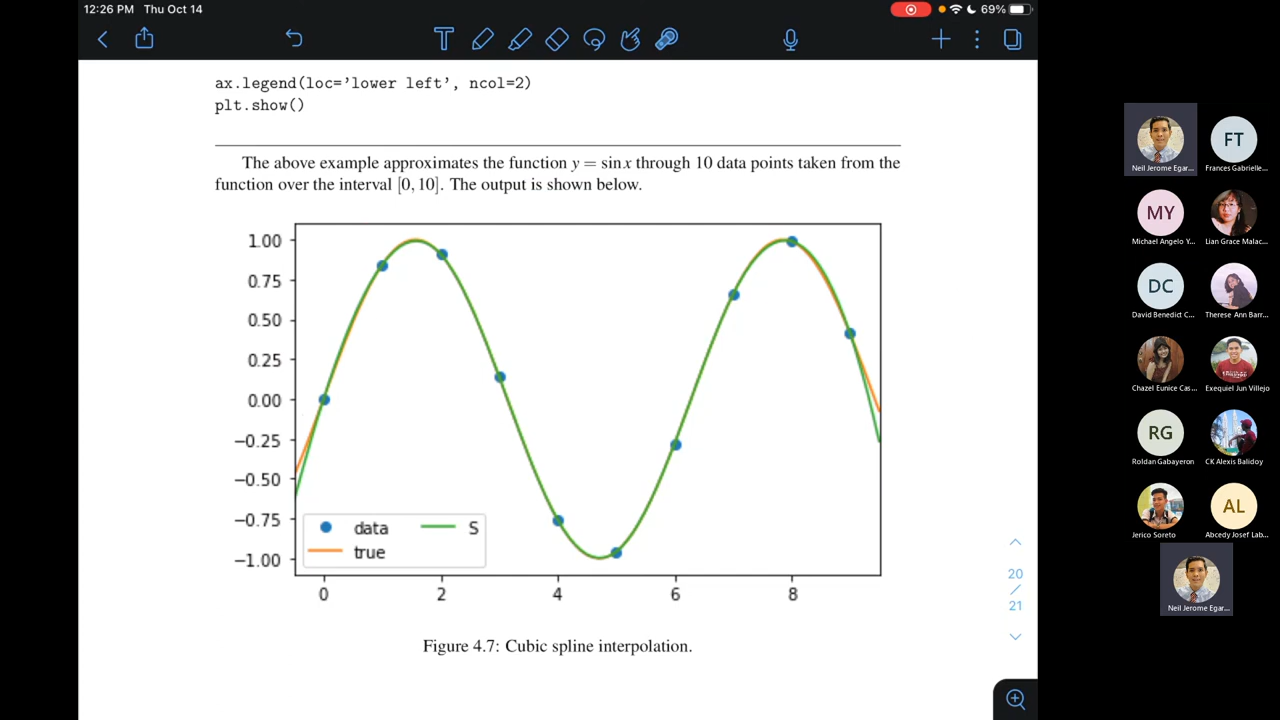 12:26 PM Thu Oct 14
69%
ax.legend(loc='lower left', ncol=2)
plt.show()
The above example approximates the function y = sin x through 10 data points taken from the
function over the interval [0, 10]. The output is shown below.
1.00
0.75
0.50
0.25
0.00
−0.25
−0.50
−0.75
−1.00
data
S
true
0
2
4
6
8
Figure 4.7: Cubic spline interpolation.
20
/
21
Neil Jerome Egar...
FT
Frances Gabrielle...
MY
Michael Angelo Y...
Lian Grace Malac...
DC
David Benedict C...
Therese Ann Barr...
Chazel Eunice Cas...
Exequiel Jun Villejo
RG
Roldan Gabayeron
CK Alexis Balidoy
Jerico Soreto
AL
Abcedy Josef Lab...
Neil Jerome Egar...